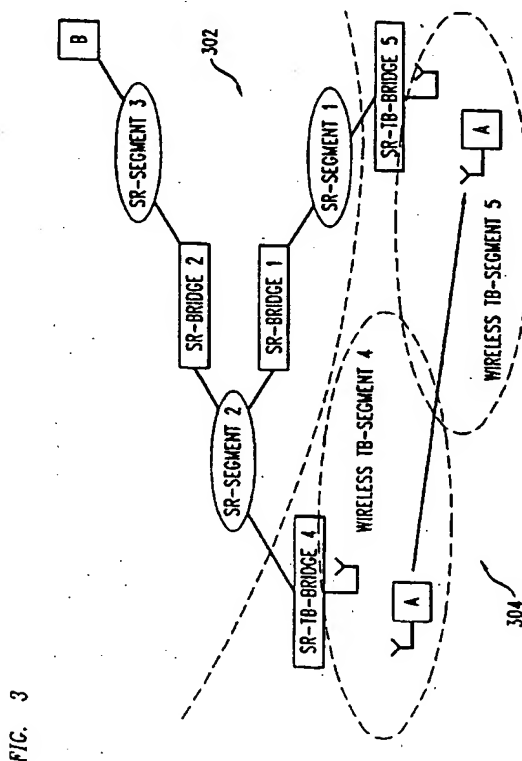 FIG. 3
B
SR-SEGMENT 3
302
SR-BRIDGE 2
SR-SEGMENT 2
SR-BRIDGE 1
SR-SEGMENT 1
SR-TB-BRIDGE 4
SR-TB-BRIDGE 5
WIRELESS TB-SEGMENT 4
A
A
WIRELESS TB-SEGMENT 5
304